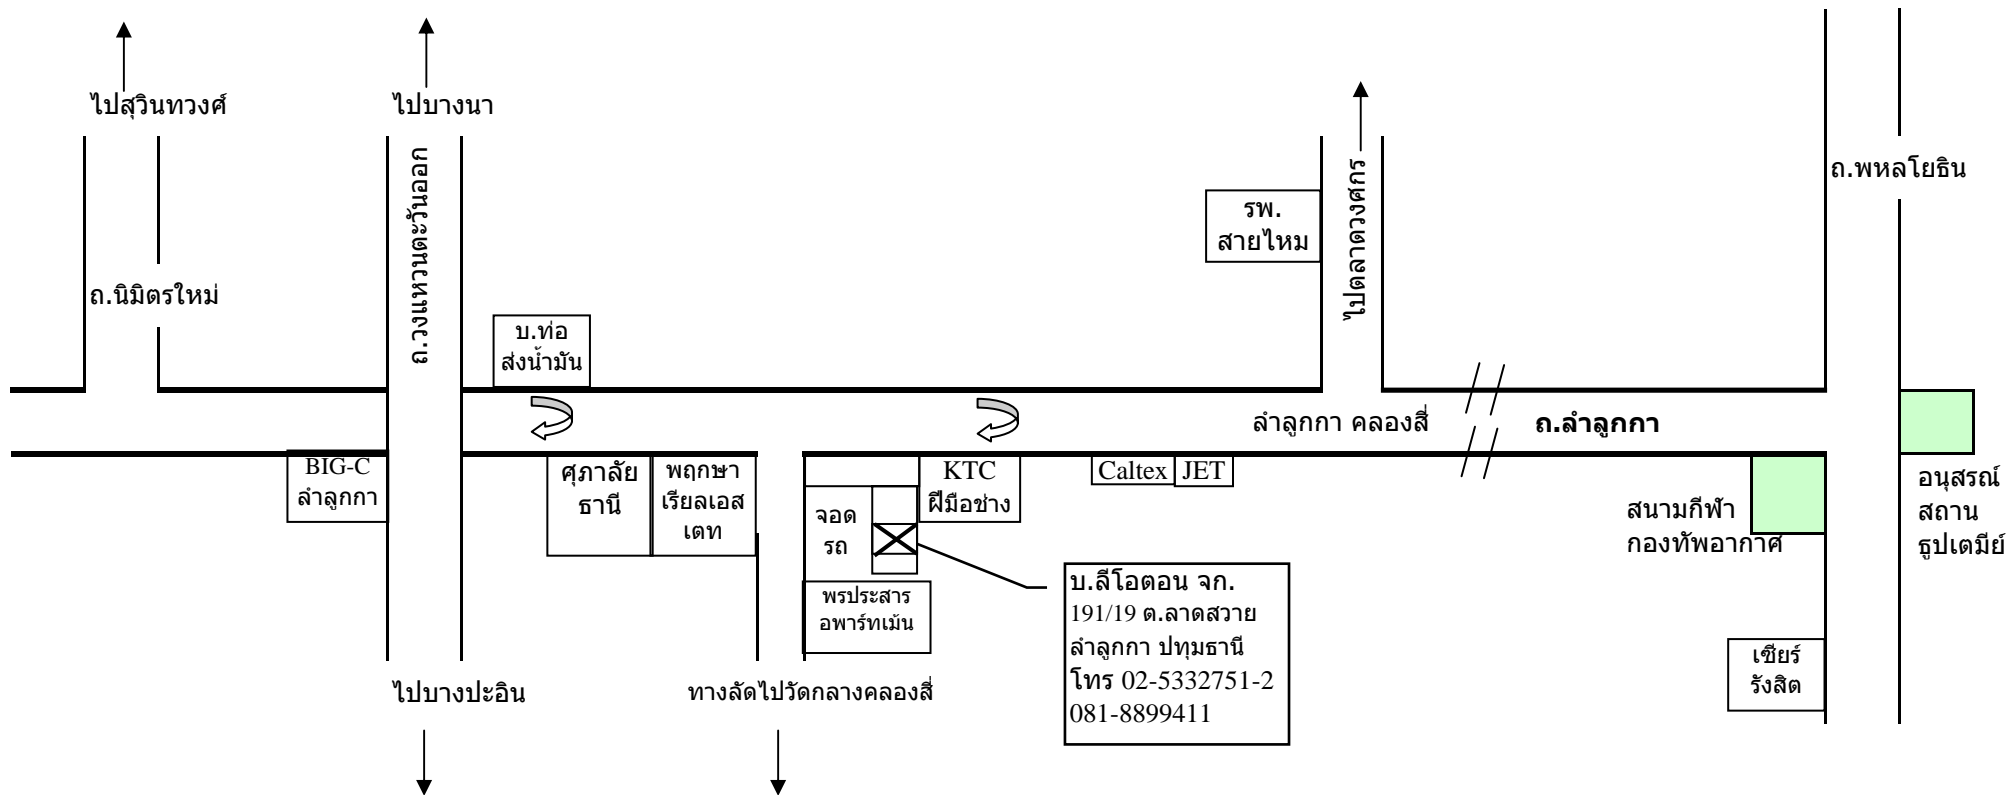 ไปสุวินทวงศ์
ไปบางนา
ถ.วงแหวนตะวันออก
ไปตลาดวงศกร
ถ.พหลโยธิน
รพ.
สายไหม
ถ.นิมิตรใหม่
บ.ท่อ
ส่งน้ำมัน
ลำลูกกา คลองสี่
ถ.ลำลูกกา
BIG-C
ลำลูกกา
ศุภาลัย
ธานี
พฤกษา
เรียลเอส
เตท
จอด
รถ
KTC
ฝีมือช่าง
Caltex
JET
สนามกีฬา
กองทัพอากาศ
อนุสรณ์
สถาน
ธูปเตมีย์
พรประสาร
อพาร์ทเม้น
บ.ลีโอตอน จก.
191/19 ต.ลาดสวาย
ลำลูกกา ปทุมธานี
โทร 02-5332751-2
081-8899411
เซียร์
รังสิต
ไปบางปะอิน
ทางลัดไปวัดกลางคลองสี่